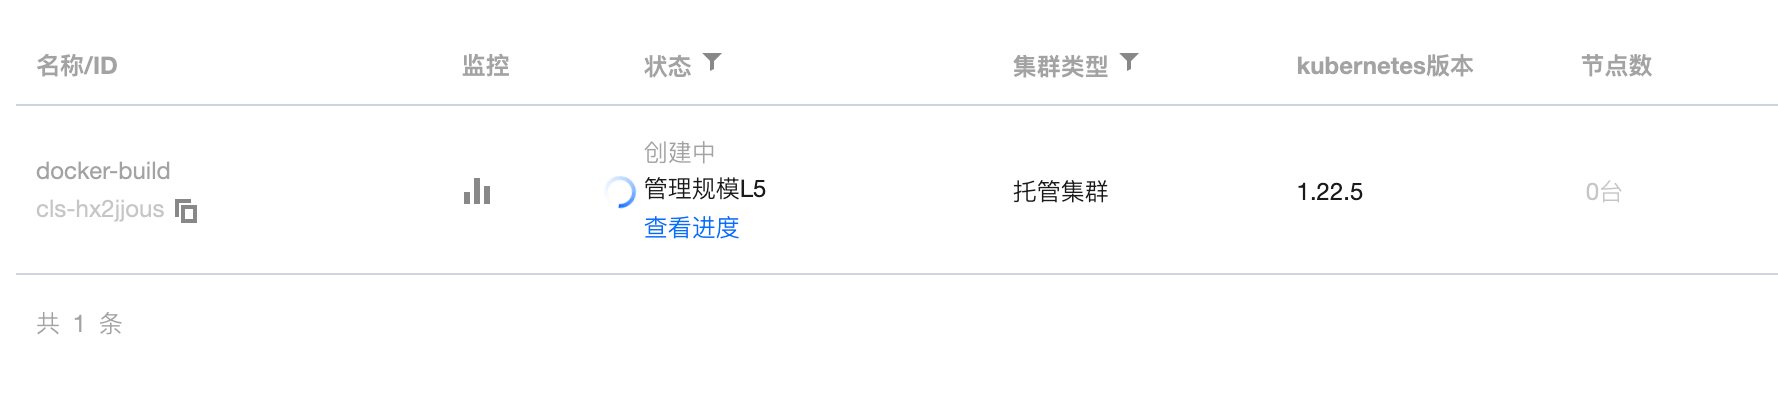 名称/ID 监控 状态 集群类型 kubernetes版本 节点数
创建中
docker-build
管理规模L5 托管集群 1.22.5 0台
cls-hx2jjous
查看进度
共 1 条